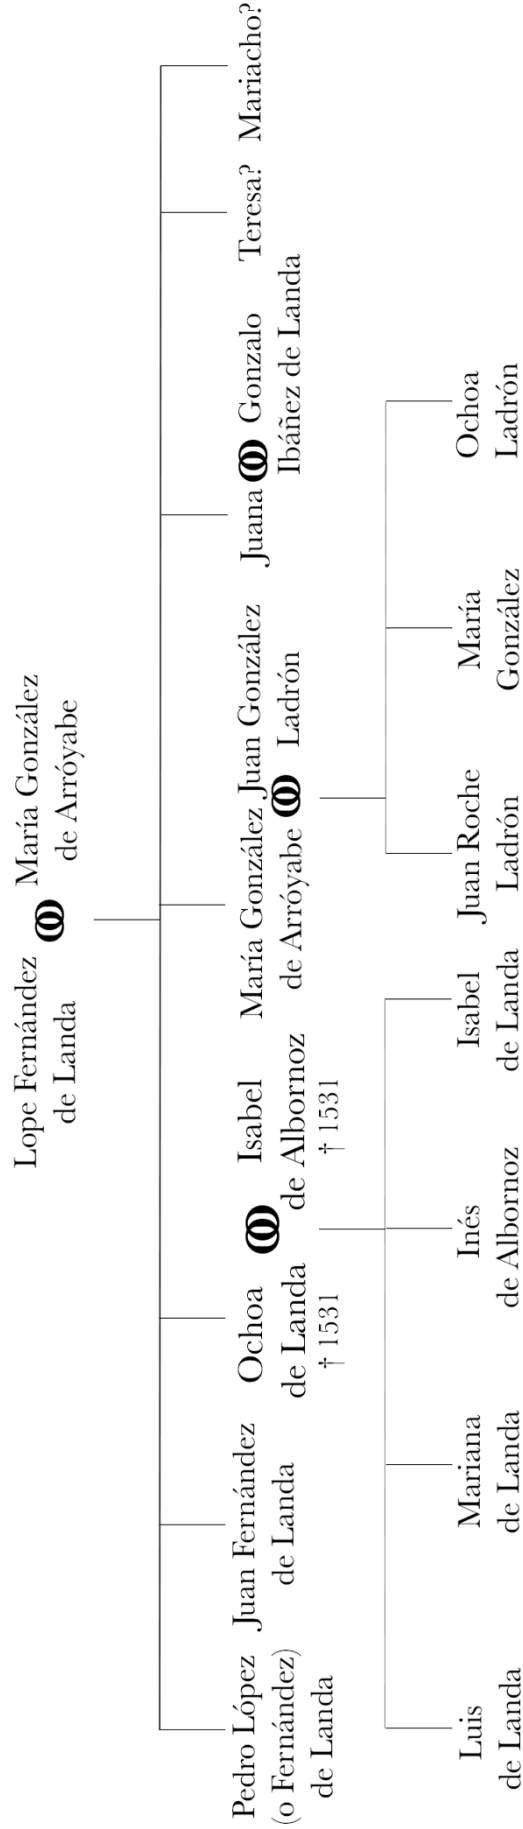 Lope Fernández
de Landa
María González
de Arróyabe
Pedro López
(o Fernández)
de Landa
Juan Fernández
de Landa
Ochoa
de Landa
† 1531
Isabel
de Albornoz
† 1531
María González
de Arróyabe
Juan González
Ladrón
Juana
Gonzalo
Ibáñez de Landa
Teresa?
Mariacho?
Luis
de Landa
Mariana
de Landa
Inés
de Albornoz
Isabel
de Landa
Juan Roche
Ladrón
María
González
Ochoa
Ladrón